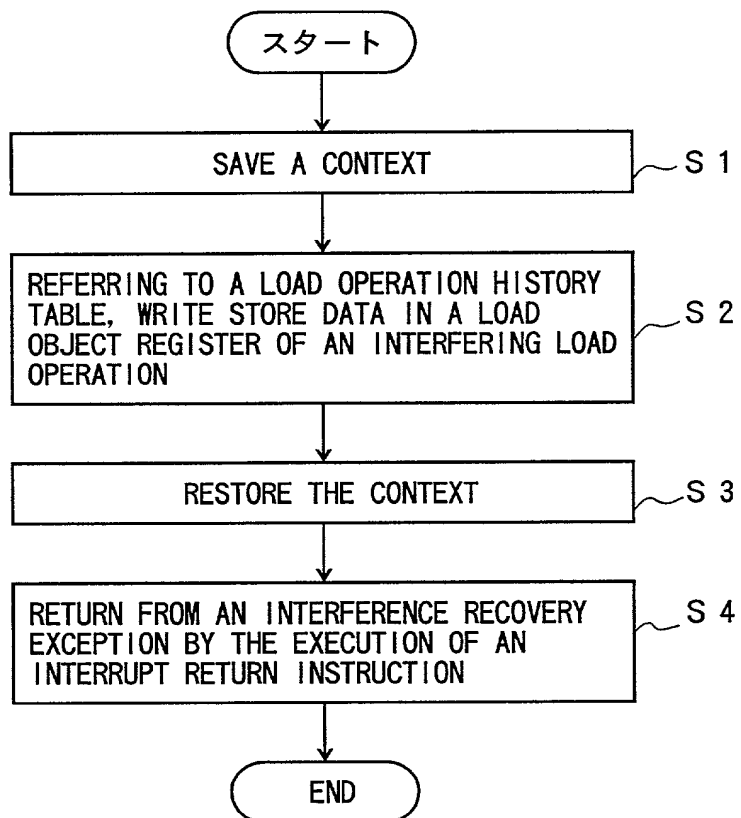 スタート
SAVE A CONTEXT
S 1
REFERRING TO A LOAD OPERATION HISTORY
TABLE, WRITE STORE DATA IN A LOAD
OBJECT REGISTER OF AN INTERFERING LOAD
OPERATION
S 2
RESTORE THE CONTEXT
S 3
RETURN FROM AN INTERFERENCE RECOVERY
EXCEPTION BY THE EXECUTION OF AN
INTERRUPT RETURN INSTRUCTION
S 4
END